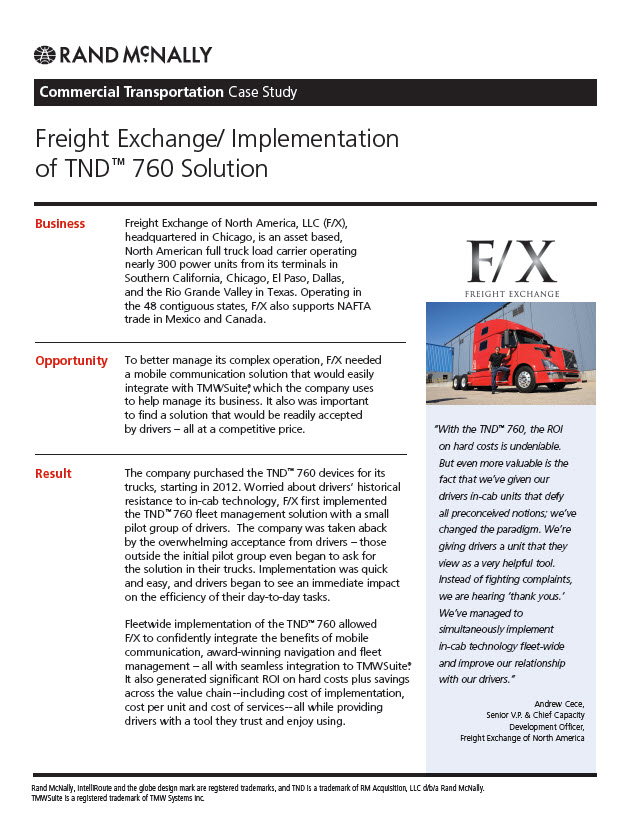 RAND McNALLY
Commercial Transportation Case Study
Freight Exchange/ Implementation
of TND™ 760 Solution
Business
Freight Exchange of North America, LLC (F/X),
headquartered in Chicago, is an asset based,
North American full truck load carrier operating
nearly 300 power units from its terminals in
Southern California, Chicago, El Paso, Dallas,
and the Rio Grande Valley in Texas. Operating in
the 48 contiguous states, F/X also supports NAFTA
trade in Mexico and Canada.
Opportunity
To better manage its complex operation, F/X needed
a mobile communication solution that would easily
integrate with TMWSuite®, which the company uses
to help manage its business. It also was important
to find a solution that would be readily accepted
by drivers – all at a competitive price.
Result
The company purchased the TND™ 760 devices for its
trucks, starting in 2012. Worried about drivers’ historical
resistance to in-cab technology, F/X first implemented
the TND™ 760 fleet management solution with a small
pilot group of drivers.  The company was taken aback
by the overwhelming acceptance from drivers – those
outside the initial pilot group even began to ask for
the solution in their trucks. Implementation was quick
and easy, and drivers began to see an immediate impact
on the efficiency of their day-to-day tasks.
Fleetwide implementation of the TND™ 760 allowed
F/X to confidently integrate the benefits of mobile
communication, award-winning navigation and fleet
management – all with seamless integration to TMWSuite®.
It also generated significant ROI on hard costs plus savings
across the value chain--including cost of implementation,
cost per unit and cost of services--all while providing
drivers with a tool they trust and enjoy using.
F/X
FREIGHT EXCHANGE
“With the TND™ 760, the ROI
on hard costs is undeniable.
But even more valuable is the
fact that we’ve given our
drivers in-cab units that defy
all preconceived notions; we’ve
changed the paradigm. We’re
giving drivers a unit that they
view as a very helpful tool.
Instead of fighting complaints,
we are hearing ‘thank yous.’
We’ve managed to
simultaneously implement
in-cab technology fleet-wide
and improve our relationship
with our drivers.”
Andrew Cece,
Senior V.P. & Chief Capacity
Development Officer,
Freight Exchange of North America
Rand McNally, IntelliRoute and the globe design mark are registered trademarks, and TND is a trademark of RM Acquisition, LLC d/b/a Rand McNally.
TMWSuite is a registered trademark of TMW Systems Inc.